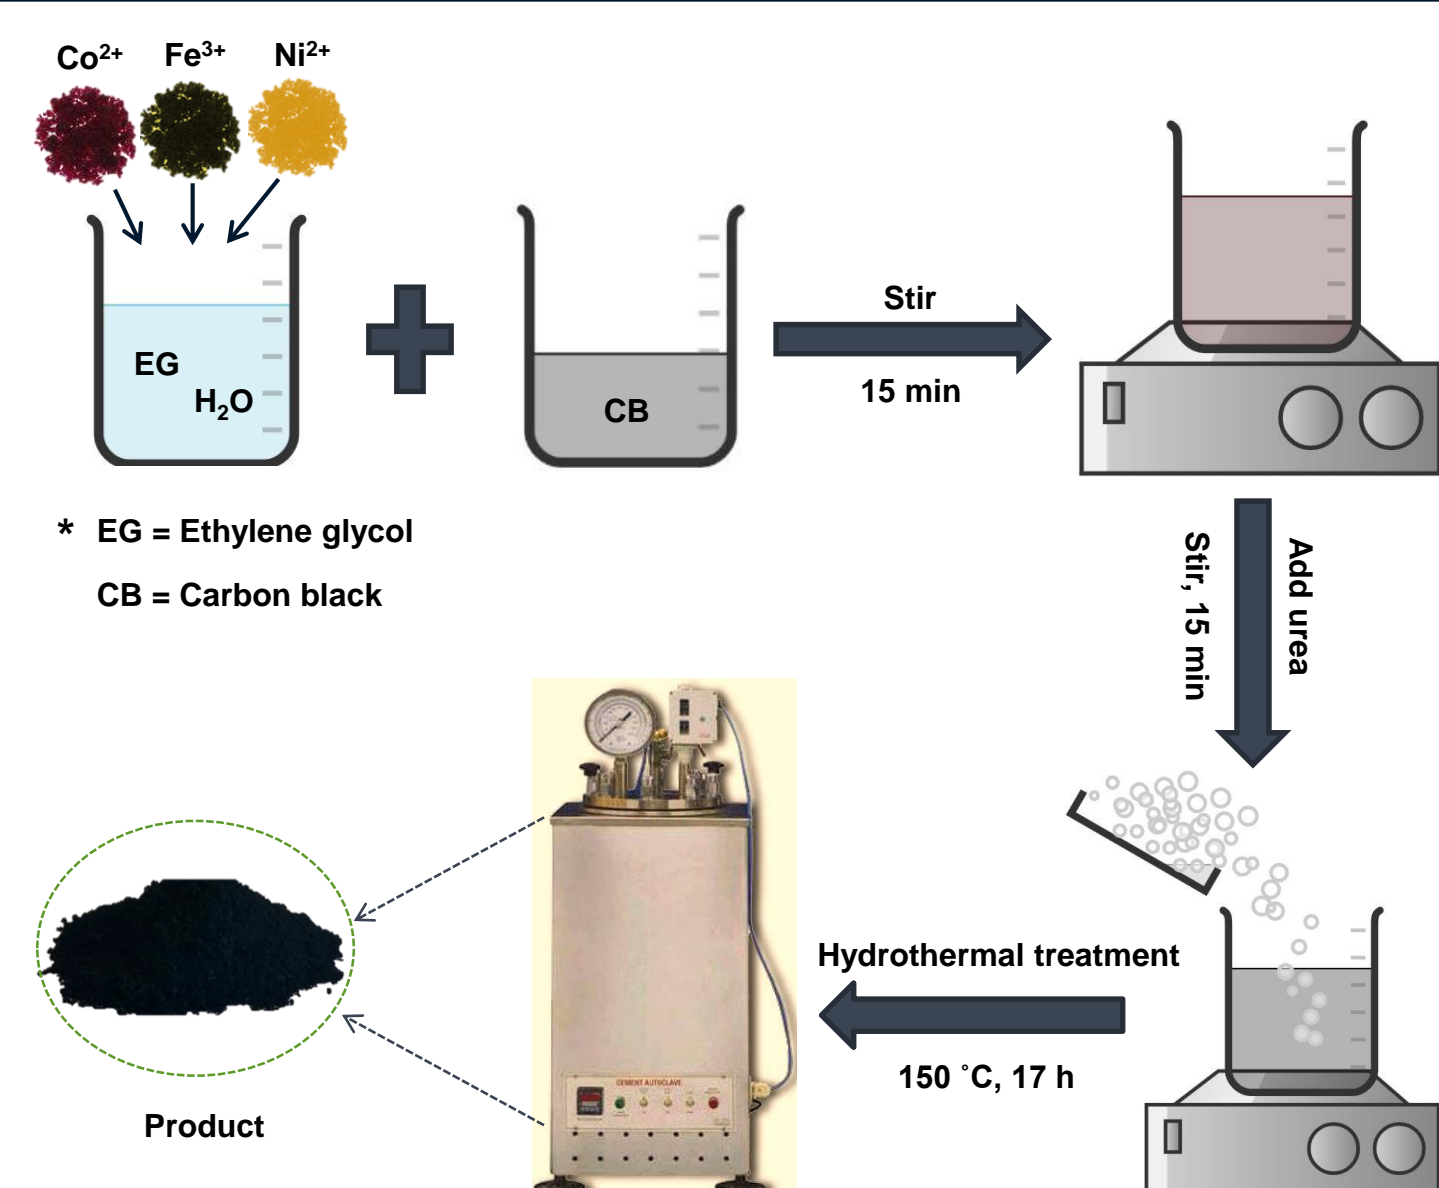 Co2+
Fe3+
Ni2+
EG
H2O
CB
Stir
15 min
* EG = Ethylene glycol
CB = Carbon black
Add urea
Stir, 15 min
Hydrothermal treatment
150 ˚C, 17 h
CEMENT AUTOCLAVE
Product